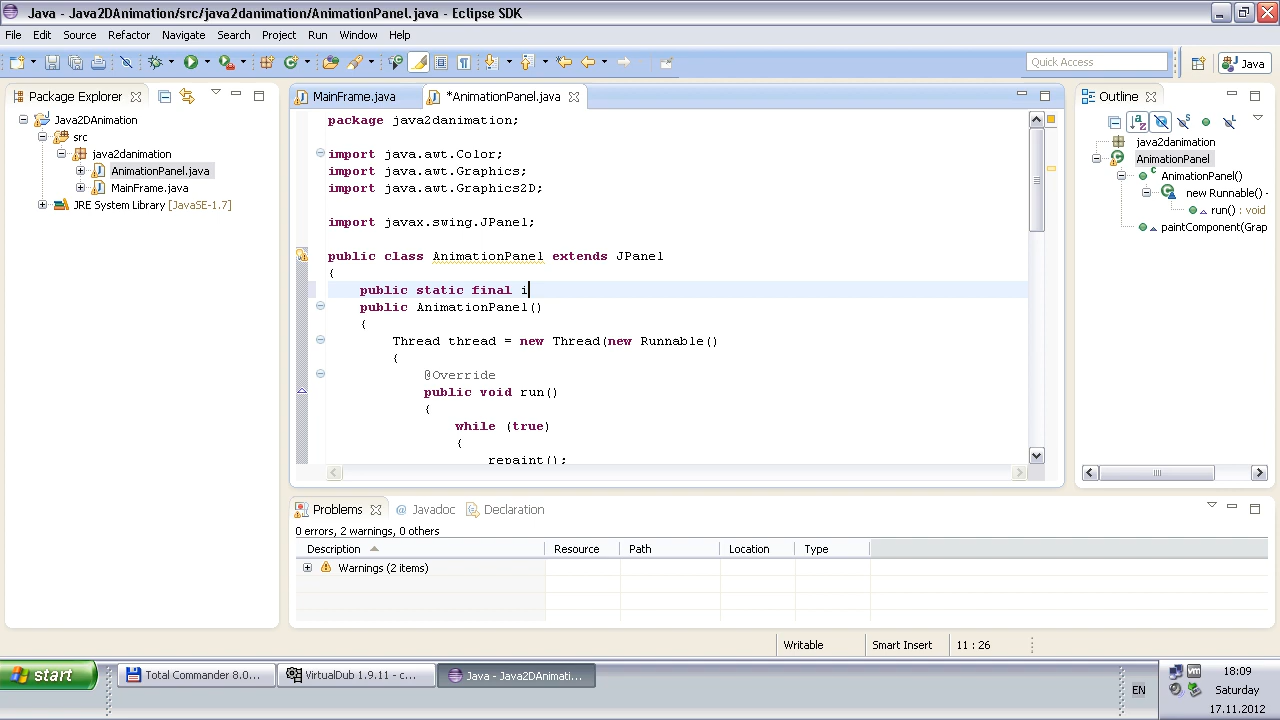 Java - Java2DAnimation/src/java2danimation/AnimationPanel.java - Eclipse SDK
File Edit Source Refactor Navigate Search Project Run Window Help
Quick Access
Java
Package Explorer
Java2DAnimation
src
java2danimation
AnimationPanel.java
MainFrame.java
JRE System Library [JavaSE-1.7]
MainFrame.java
*AnimationPanel.java
package java2danimation;
import java.awt.Color;
import java.awt.Graphics;
import java.awt.Graphics2D;
import javax.swing.JPanel;
public class AnimationPanel extends JPanel
{
public static final i
public AnimationPanel()
{
Thread thread = new Thread(new Runnable()
{
@Override
public void run()
{
while (true)
{
repaint();
Outline
java2danimation
AnimationPanel
AnimationPanel()
new Runnable() -
run() : void
paintComponent(Grap
Problems
@ Javadoc
Declaration
0 errors, 2 warnings, 0 others
Description Resource Path Location Type
Warnings (2 items)
Writable Smart Insert 11 : 26
start
Total Commander 8.0...
VirtualDub 1.9.11 - c...
Java - Java2DAnimati...
EN
18:09
Saturday
17.11.2012